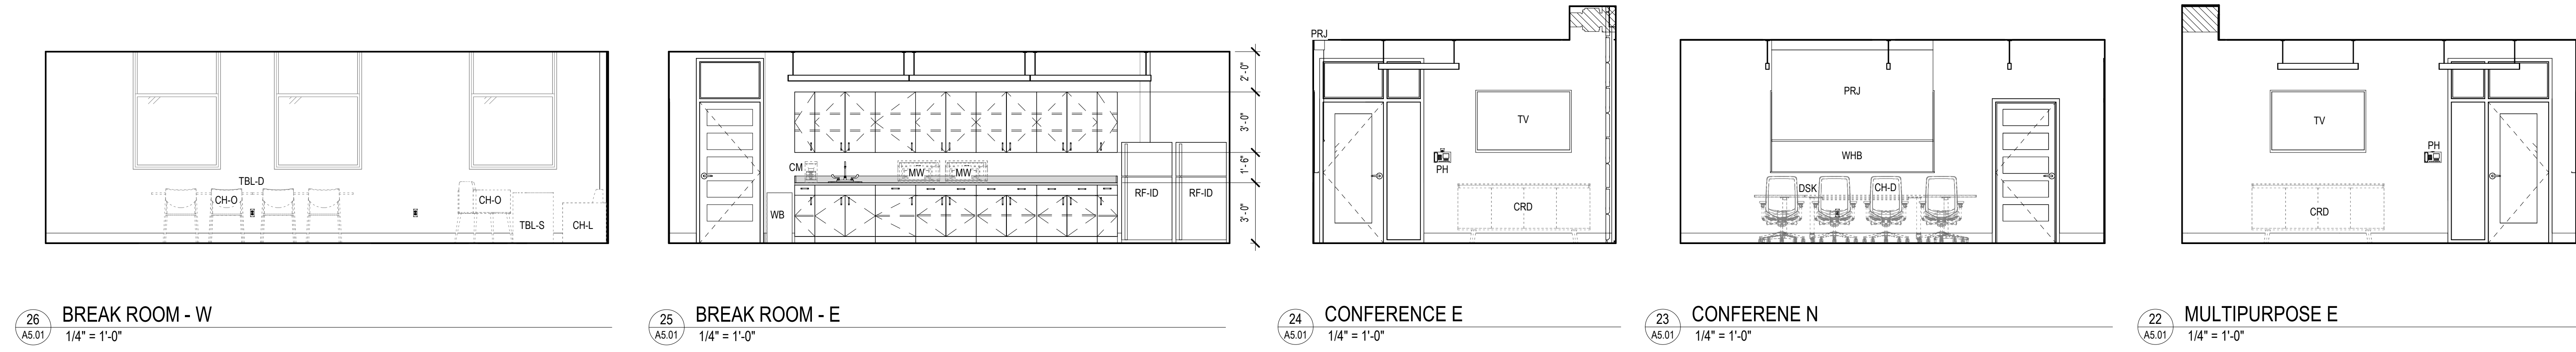 TBL-D
CH-O
CH-O
TBL-S
CH-L
26
A5.01
BREAK ROOM - W
1/4" = 1'-0"
CM
MW
MW
WB
RF-ID
RF-ID
2'-0"
3'-0"
1'-6"
3'-0"
25
A5.01
BREAK ROOM - E
1/4" = 1'-0"
PRJ
TV
PH
CRD
24
A5.01
CONFERENCE E
1/4" = 1'-0"
PRJ
WHB
DSK
CH-D
23
A5.01
CONFERENE N
1/4" = 1'-0"
TV
PH
CRD
22
A5.01
MULTIPURPOSE E
1/4" = 1'-0"